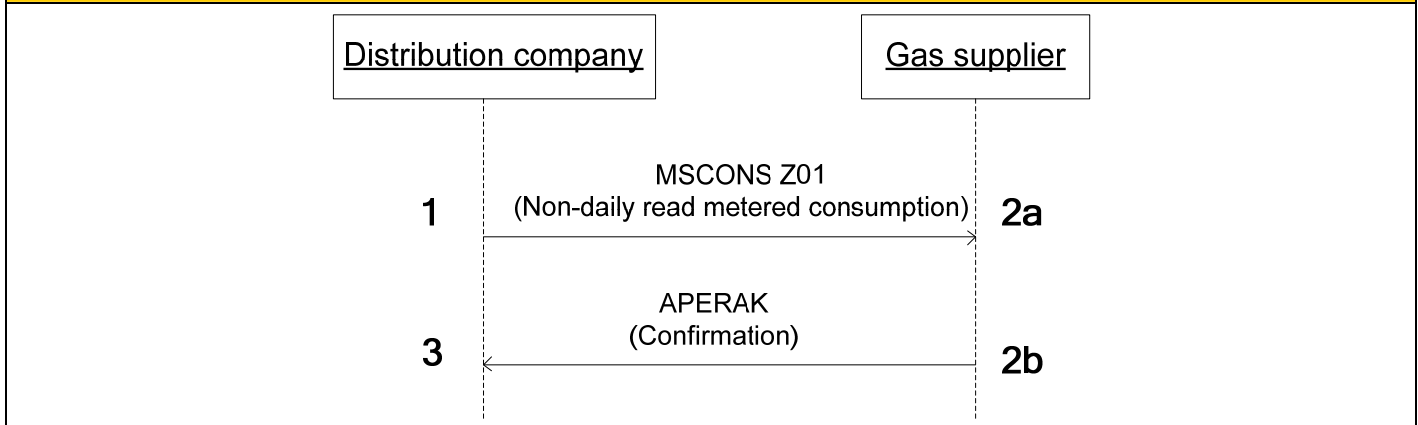 Distribution company
Gas supplier
MSCONS Z01
1
(Non-daily read metered consumption)
2a
APERAK
(Confirmation)
3
2b